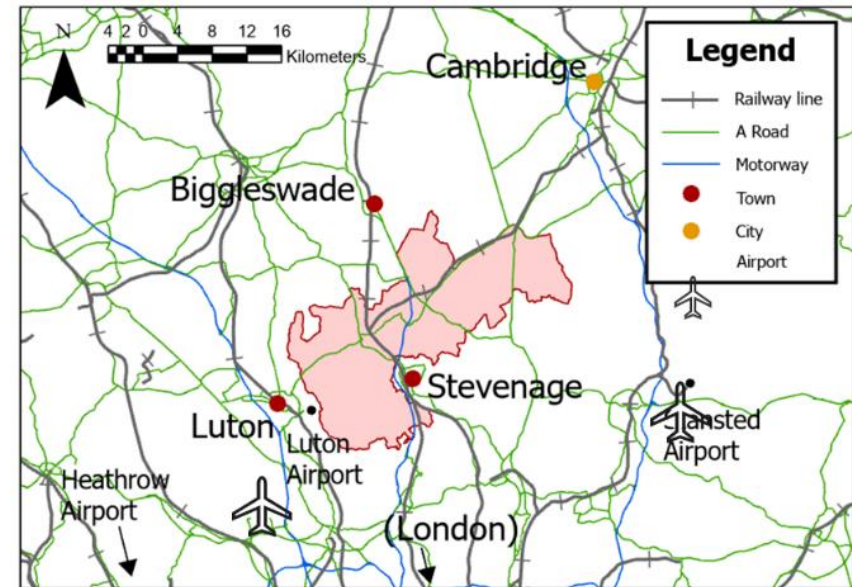 N
4 2 0 4 8 12 16
Kilometers
Cambridge
Biggleswade
Stevenage
Luton
Luton
Airport
Stansted
Airport
Heathrow
Airport
(London)
Legend
Railway line
A Road
Motorway
Town
City
Airport